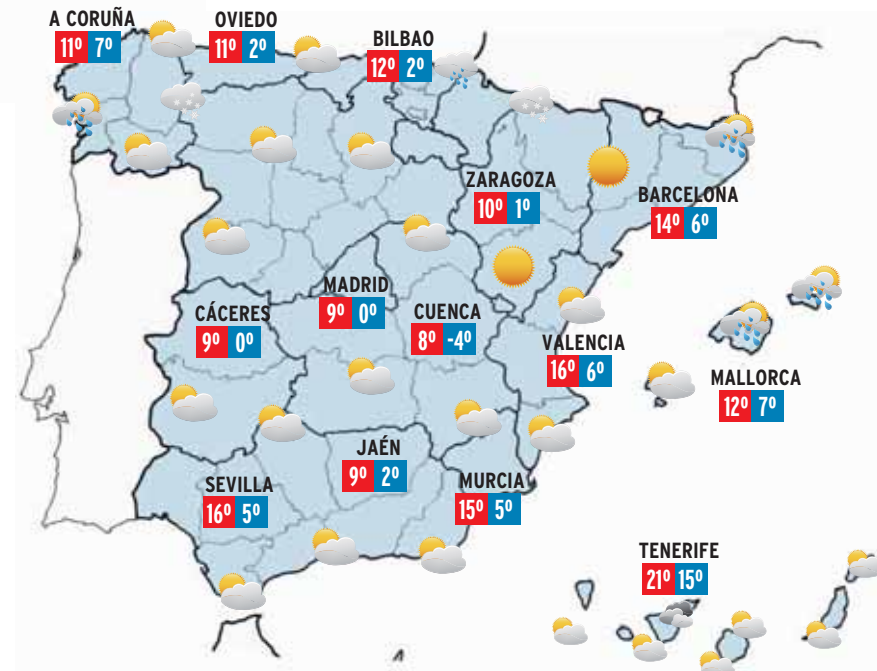 A CORUÑA
11º 7º
OVIEDO
11º 2º
BILBAO
12º 2º
ZARAGOZA
10º 1º
BARCELONA
14º 6º
MADRID
9º 0º
CÁCERES
9º 0º
CUENCA
8º -4º
VALENCIA
16º 6º
MALLORCA
12º 7º
JAÉN
9º 2º
SEVILLA
16º 5º
MURCIA
15º 5º
TENERIFE
21º 15º